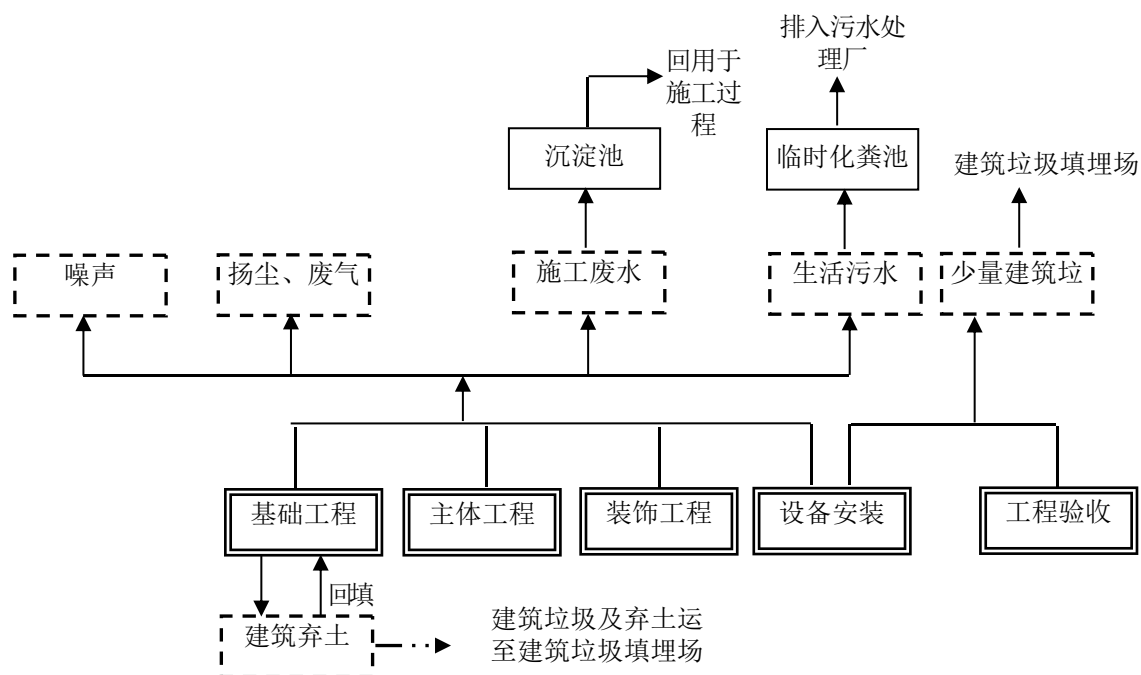 排入污水处
理厂
回用于
施工过
程
沉淀池
临时化粪池
建筑垃圾填埋场
噪声
扬尘、废气
施工废水
生活污水
少量建筑垃
基础工程
主体工程
装饰工程
设备安装
工程验收
回填
建筑弃土
建筑垃圾及弃土运
至建筑垃圾填埋场